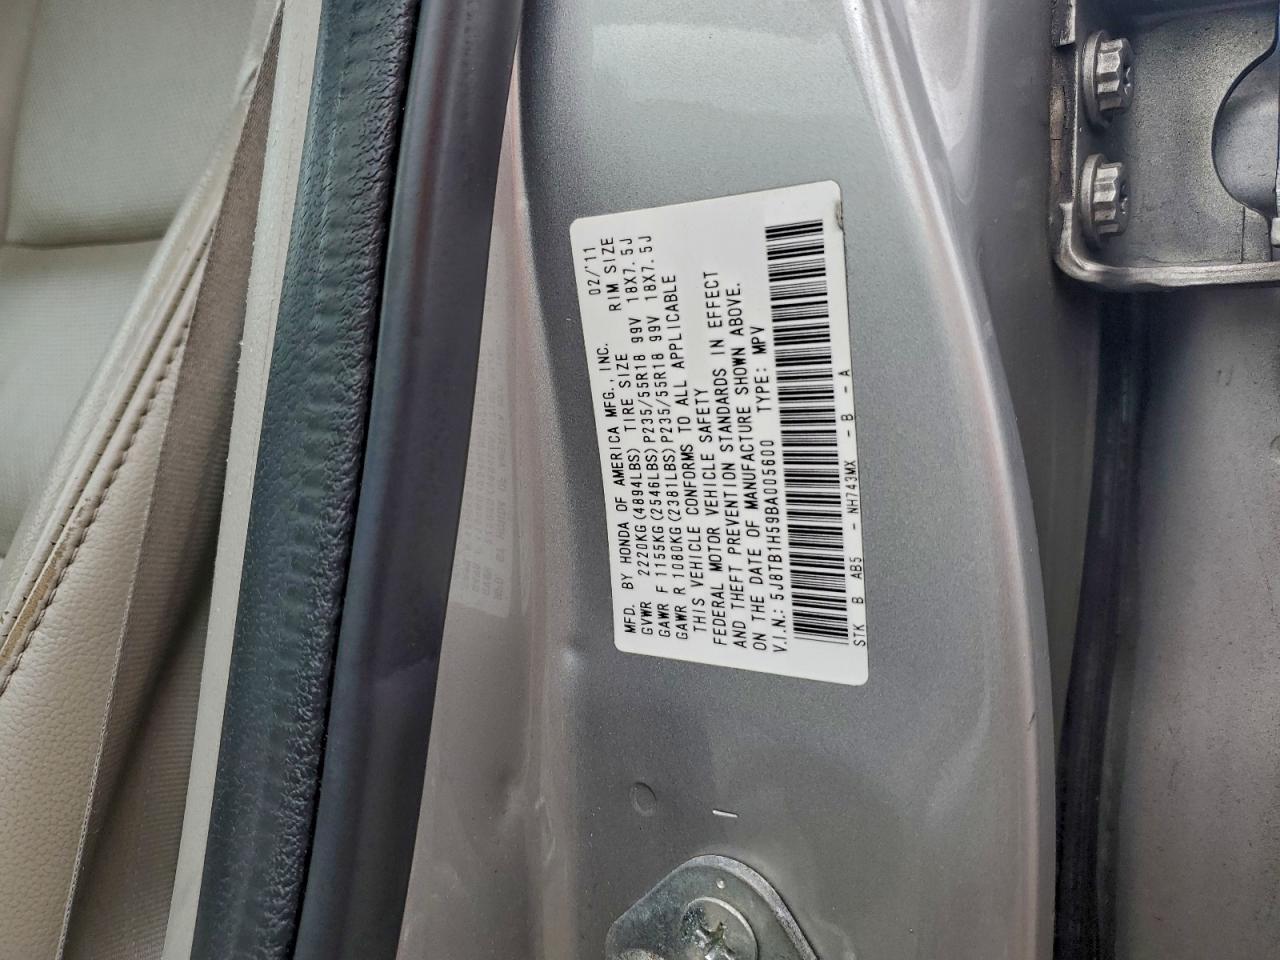 MFD. BY HONDA OF AMERICA MFG., INC. 02/'11
GVWR 2220KG(4894LBS) TIRE SIZE RIM SIZE
GAWR F 1155KG(2546LBS)P235/55R18 99V 18X7.5J
GAWR R 1080KG(2381LBS)P235/55R18 99V 18X7.5J
THIS VEHICLE CONFORMS TO ALL APPLICABLE
FEDERAL MOTOR VEHICLE SAFETY
AND THEFT PREVENTION STANDARDS IN EFFECT
ON THE DATE OF MANUFACTURE SHOWN ABOVE.
V.I.N.: 5J8TB1H59BA005600 TYPE: MPV
STK B AB5 - NH743MX - B - A